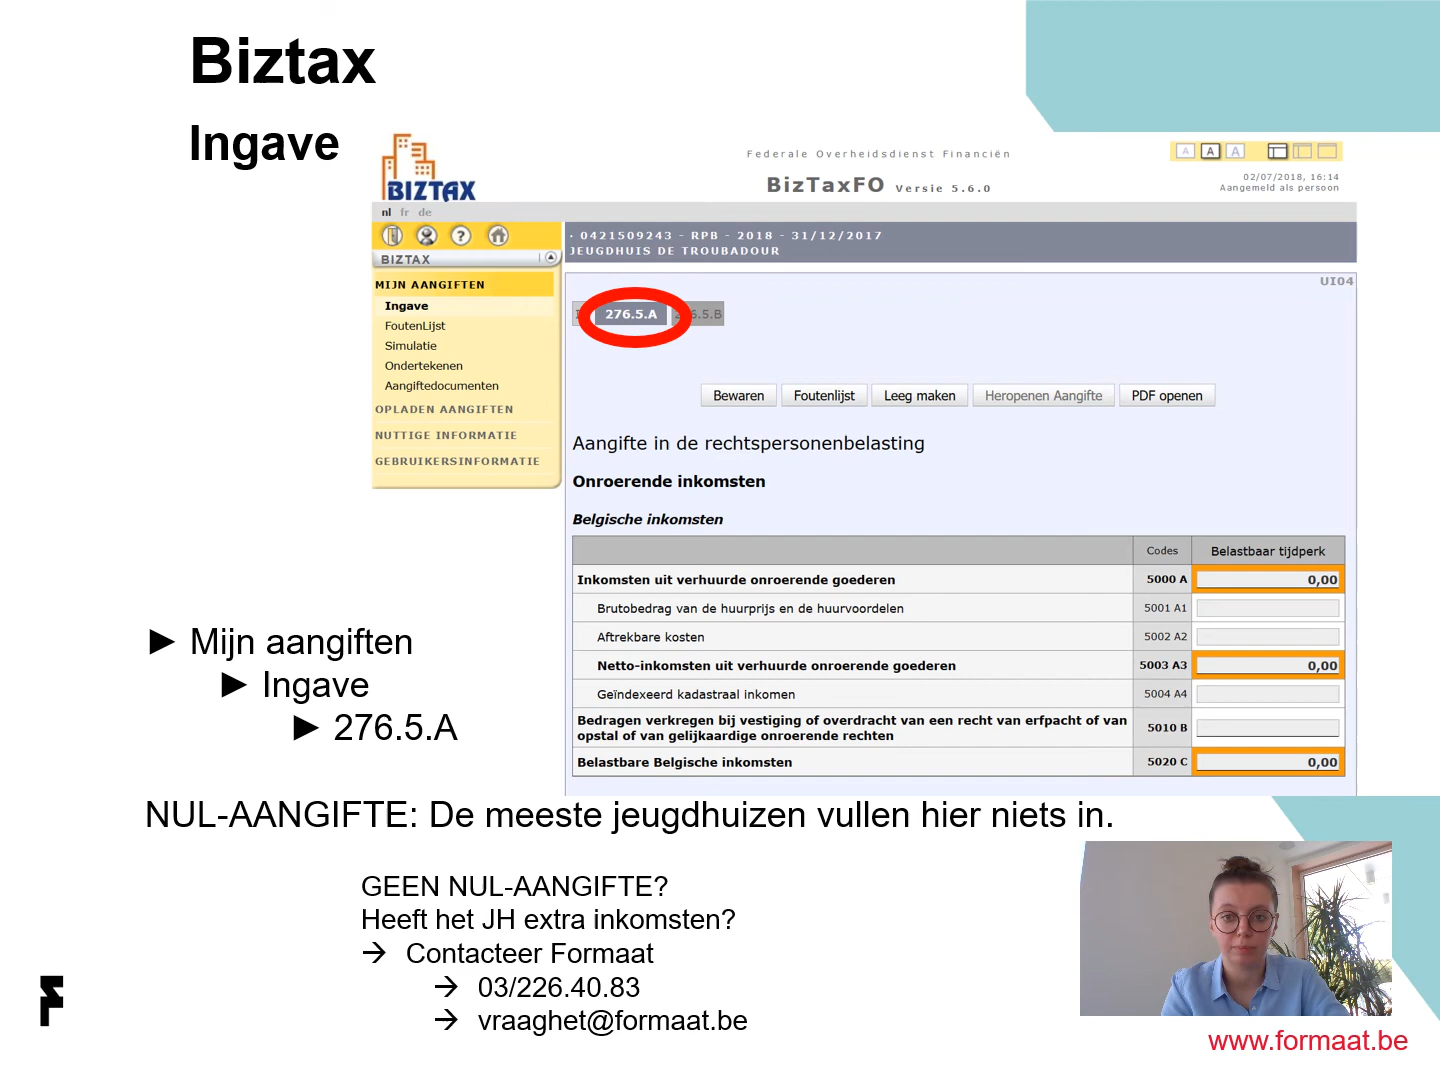 Biztax
Ingave
BIZTAX
Federale Overheidsdienst Financiën
BizTaxFO Versie 5.6.0
A A A
02/07/2018, 16:14
Aangemeld als persoon
nl fr de
· 0421509243 - RPB - 2018 - 31/12/2017
JEUGDHUIS DE TROUBADOUR
BIZTAX
MIJN AANGIFTEN
Ingave
FoutenLijst
Simulatie
Ondertekenen
Aangiftedocumenten
OPLADEN AANGIFTEN
NUTTIGE INFORMATIE
GEBRUIKERSINFORMATIE
UI04
276.5.A
Bewaren Foutenlijst Leeg maken Heropenen Aangifte PDF openen
Aangifte in de rechtspersonenbelasting
Onroerende inkomsten
Belgische inkomsten
Codes Belastbaar tijdperk
Inkomsten uit verhuurde onroerende goederen 5000 A 0,00
Brutobedrag van de huurprijs en de huurvoordelen 5001 A1
Aftrekbare kosten 5002 A2
Netto-inkomsten uit verhuurde onroerende goederen 5003 A3 0,00
Geïndexeerd kadastraal inkomen 5004 A4
Bedragen verkregen bij vestiging of overdracht van een recht van erfpacht of van
opstal of van gelijkaardige onroerende rechten 5010 B
Belastbare Belgische inkomsten 5020 C 0,00
► Mijn aangiften
► Ingave
► 276.5.A
NUL-AANGIFTE: De meeste jeugdhuizen vullen hier niets in.
GEEN NUL-AANGIFTE?
Heeft het JH extra inkomsten?
→ Contacteer Formaat
→ 03/226.40.83
→ vraaghet@formaat.be
www.formaat.be